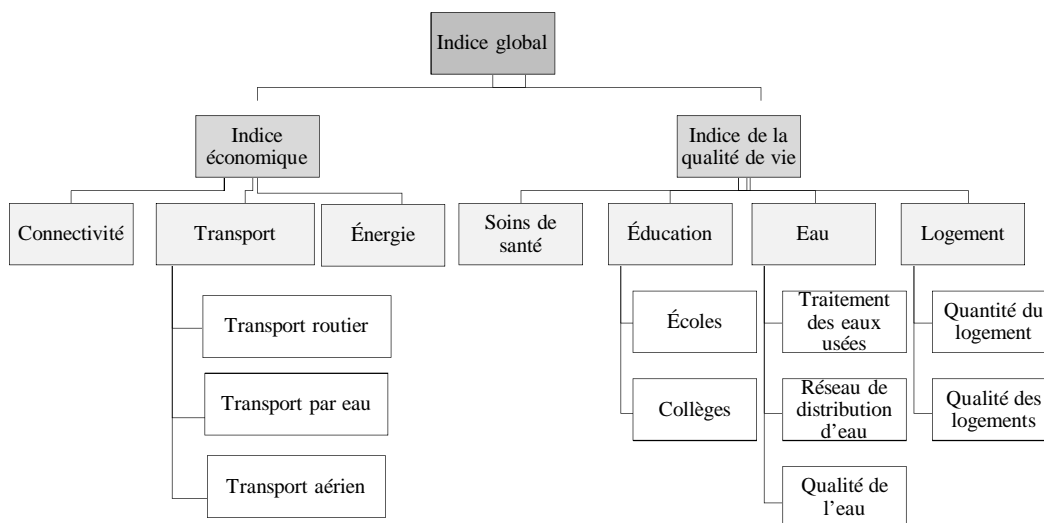 Indice global
Indice
économique
Indice de la
qualité de vie
Connectivité
Transport
Énergie
Soins de
santé
Éducation
Eau
Logement
Transport routier
Transport par eau
Transport aérien
Écoles
Collèges
Traitement
des eaux
usées
Réseau de
distribution
d'eau
Qualité de
l'eau
Quantité du
logement
Qualité des
logements